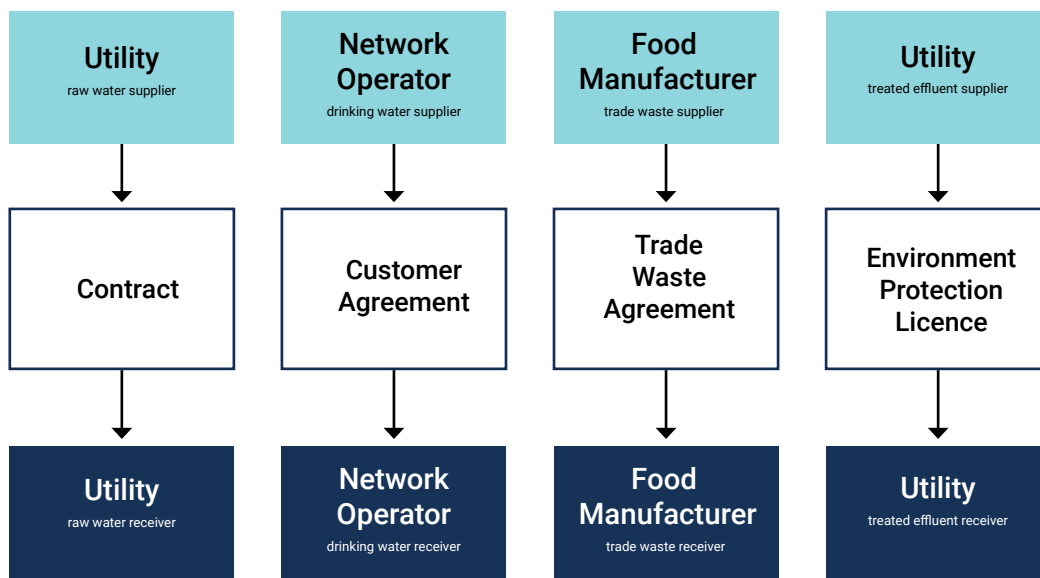 Utility
raw water supplier
Network
Operator
drinking water supplier
Food
Manufacturer
trade waste supplier
Utility
treated effluent supplier
Contract
Customer
Agreement
Trade
Waste
Agreement
Environment
Protection
Licence
Utility
raw water receiver
Network
Operator
drinking water receiver
Food
Manufacturer
trade waste receiver
Utility
treated effluent receiver